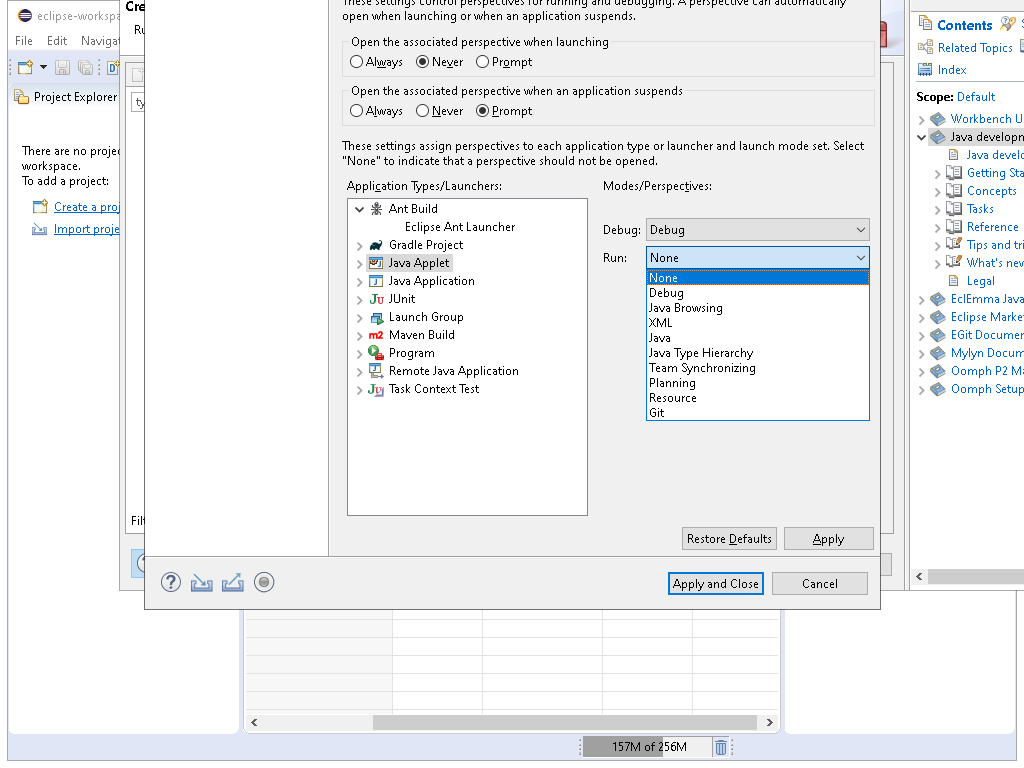 These settings control perspectives for running and debugging. A perspective can automatically
open when launching or when an application suspends.
Open the associated perspective when launching
Always Never Prompt
Open the associated perspective when an application suspends
Always Never Prompt
These settings assign perspectives to each application type or launcher and launch mode set. Select
"None" to indicate that a perspective should not be opened.
Application Types/Launchers:
Ant Build
Eclipse Ant Launcher
Gradle Project
Java Applet
Java Application
JUnit
Launch Group
Maven Build
Program
Remote Java Application
Task Context Test
Modes/Perspectives:
Debug: Debug
Run: None
None
Debug
Java Browsing
XML
Java
Java Type Hierarchy
Team Synchronizing
Planning
Resource
Git
Restore Defaults Apply
Apply and Close Cancel
eclipse-workspa
File Edit Navigat
Project Explorer
There are no projec
workspace.
To add a project:
Create a proj
Import proje
Cre
Ru
ty
Filt
Contents
Related Topics
Index
Scope: Default
Workbench U
Java developn
Java develo
Getting Sta
Concepts
Tasks
Reference
Tips and tri
What's new
Legal
EclEmma Java
Eclipse Marke
EGit Documen
Mylyn Docum
Oomph P2 Ma
Oomph Setup
157M of 256M